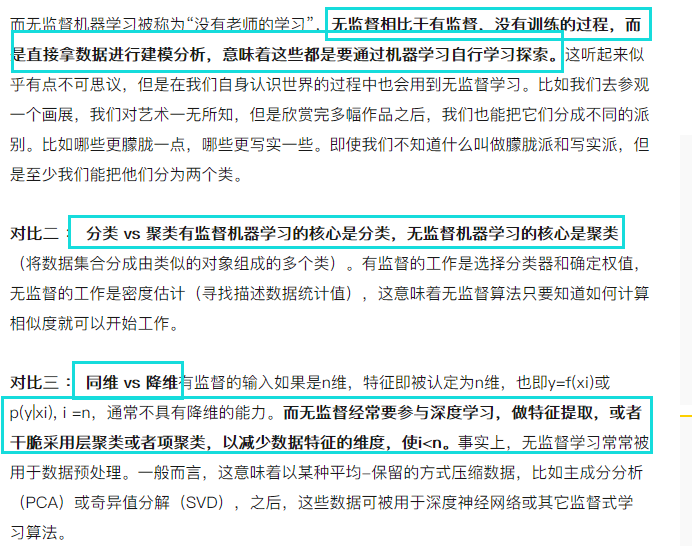 而无监督机器学习被称为“没有老师的学习”，无监督相比于有监督，没有训练的过程，而
是直接拿数据进行建模分析，意味着这些都是要通过机器学习自行学习探索。这听起来似
乎有点不可思议，但是在我们自身认识世界的过程中也会用到无监督学习。比如我们去参观
一个画展，我们对艺术一无所知，但是欣赏完多幅作品之后，我们也能把它们分成不同的派
别。比如哪些更朦胧一点，哪些更写实一些。即使我们不知道什么叫做朦胧派和写实派，但
是至少我们能把他们分为两个类。
对比二： 分类 vs 聚类有监督机器学习的核心是分类，无监督机器学习的核心是聚类
（将数据集合分成由类似的对象组成的多个类）。有监督的工作是选择分类器和确定权值，
无监督的工作是密度估计（寻找描述数据统计值），这意味着无监督算法只要知道如何计算
相似度就可以开始工作。
对比三： 同维 vs 降维有监督的输入如果是n维，特征即被认定为n维，也即y=f(xi)或
p(y|xi), i =n，通常不具有降维的能力。而无监督经常要参与深度学习，做特征提取，或者
干脆采用层聚类或者项聚类，以减少数据特征的维度，使i<n。事实上，无监督学习常常被
用于数据预处理。一般而言，这意味着以某种平均-保留的方式压缩数据，比如主成分分析
（PCA）或奇异值分解（SVD），之后，这些数据可被用于深度神经网络或其它监督式学
习算法。